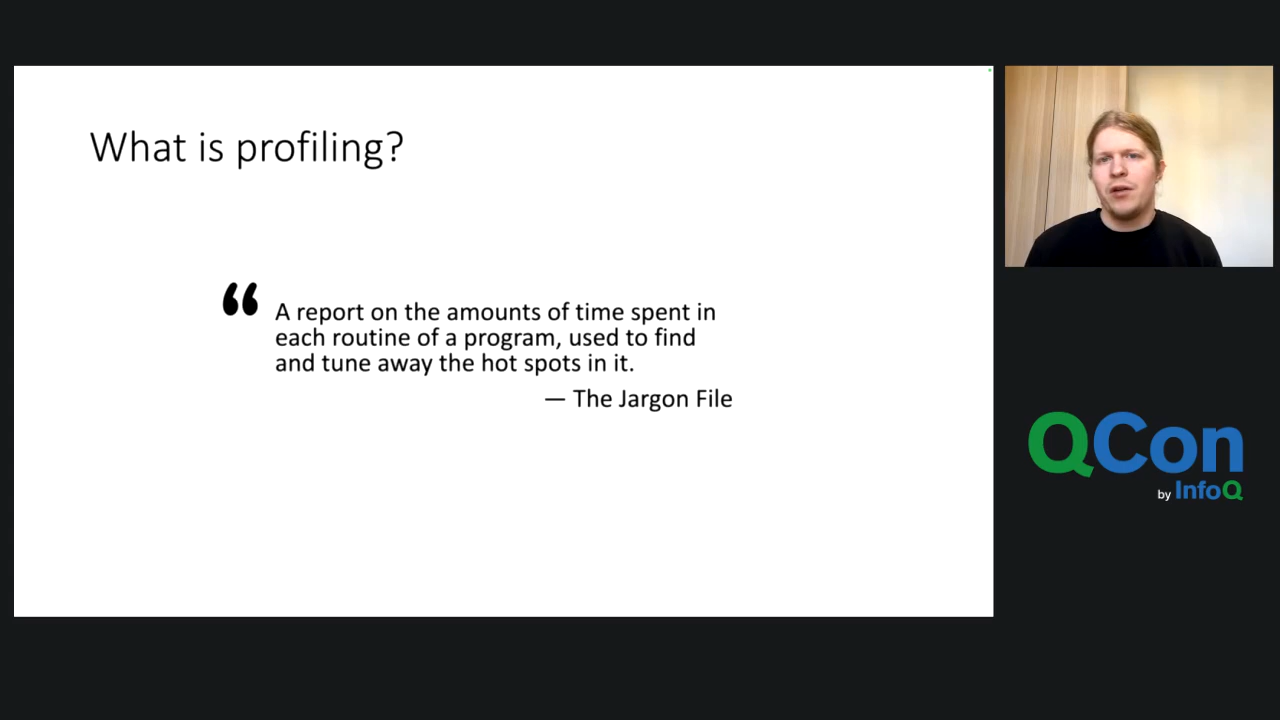 What is profiling?
“ A report on the amounts of time spent in
each routine of a program, used to find
and tune away the hot spots in it.
— The Jargon File
QCon
by InfoQ